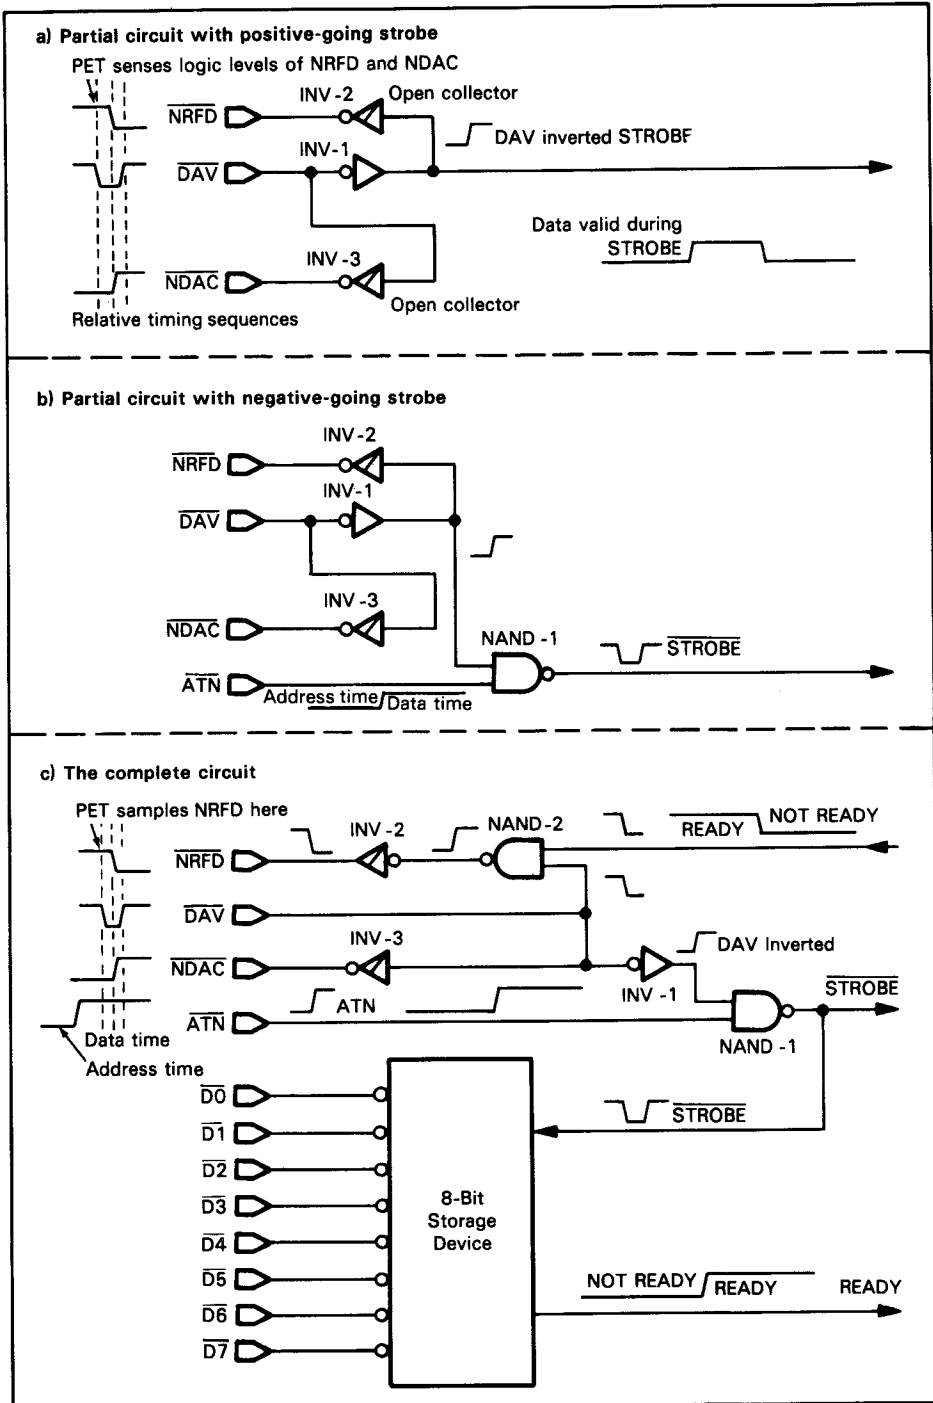 a) Partial circuit with positive-going strobe
PET senses logic levels of NRFD and NDAC
INV-2
Open collector
NRFD
DAV inverted STROBF
INV-1
DAV
Data valid during
STROBE
INV-3
NDAC
Open collector
Relative timing sequences
b) Partial circuit with negative-going strobe
INV-2
NRFD
INV-1
DAV
INV-3
NDAC
NAND-1
STROBE
ATN
Address time
Data time
c) The complete circuit
PET samples NRFD here
INV-2
NAND-2
READY
NOT READY
NRFD
DAV
INV-3
DAV Inverted
NDAC
INV-1
STROBE
ATN
ATN
Data time
NAND-1
Address time
D0
STROBE
D1
D2
D3
8-Bit
Storage
Device
D4
D5
NOT READY
READY
READY
D6
D7